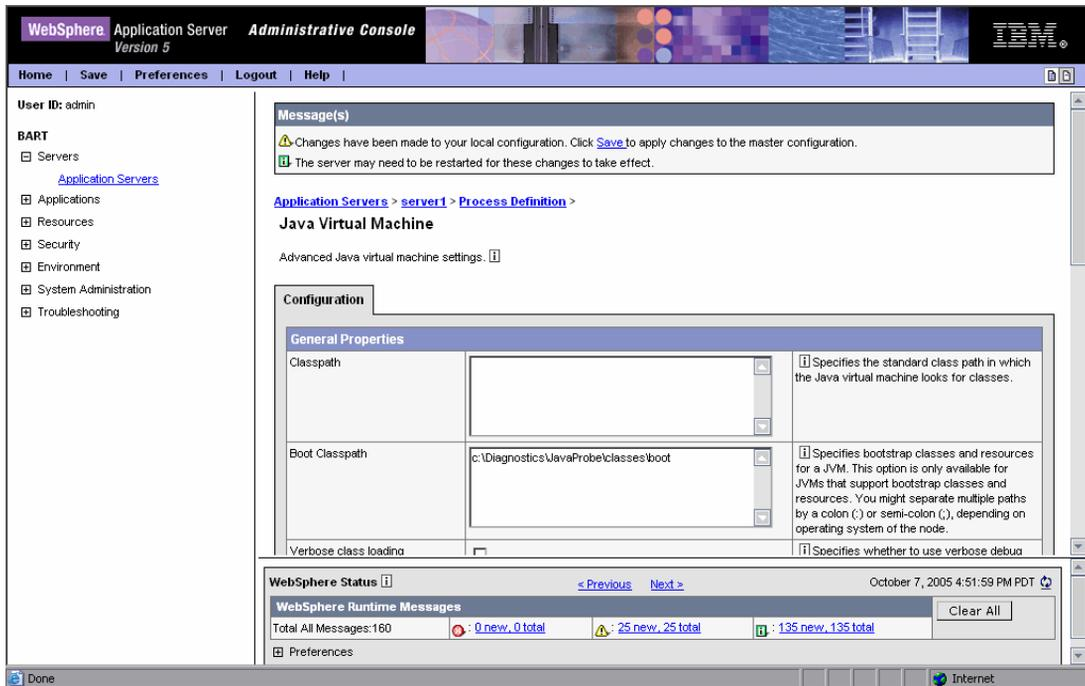 WebSphere Application Server Administrative Console
Version 5
IBM®
Home | Save | Preferences | Logout | Help |
User ID: admin
BART
Servers
Application Servers
Applications
Resources
Security
Environment
System Administration
Troubleshooting
Message(s)
Changes have been made to your local configuration. Click Save to apply changes to the master configuration.
The server may need to be restarted for these changes to take effect.
Application Servers > server1 > Process Definition >
Java Virtual Machine
Advanced Java virtual machine settings. i
Configuration
General Properties
Classpath
i Specifies the standard class path in which
the Java virtual machine looks for classes.
Boot Classpath
c:\Diagnostics\JavaProbe\classes\boot
i Specifies bootstrap classes and resources
for a JVM. This option is only available for
JVMs that support bootstrap classes and
resources. You might separate multiple paths
by a colon (:) or semi-colon (;), depending on
operating system of the node.
Verbose class loading
i Specifies whether to use verbose debug
WebSphere Status i
< Previous Next >
October 7, 2005 4:51:59 PM PDT
WebSphere Runtime Messages
Clear All
Total All Messages:160
: 0 new, 0 total
: 25 new, 25 total
: 135 new, 135 total
Preferences
Done
Internet